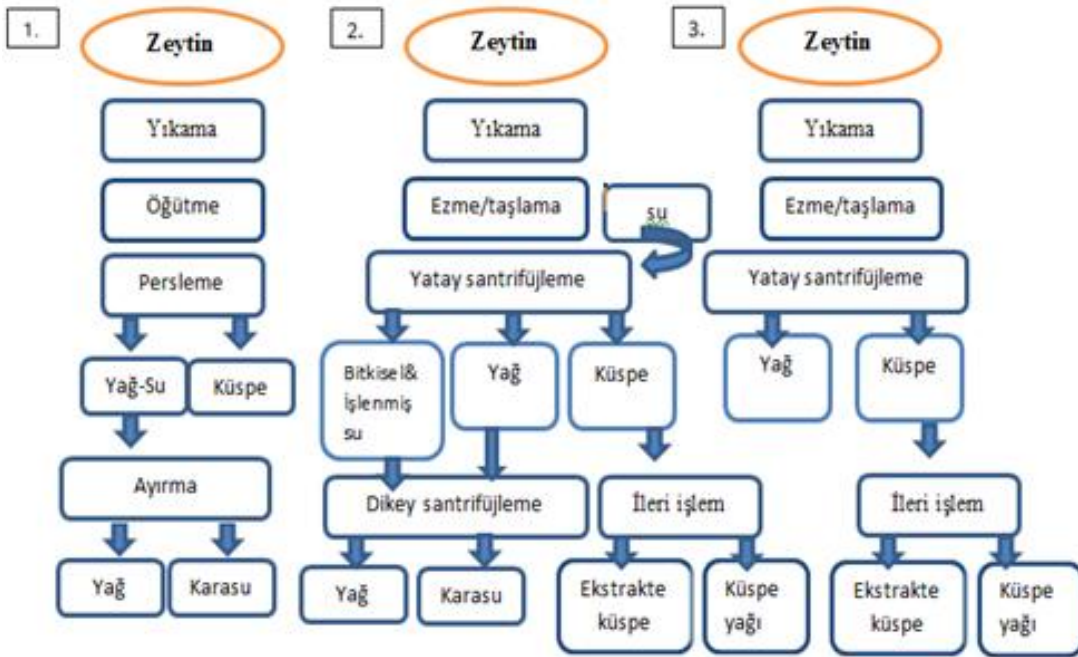 1.
Zeytin
Yıkama
Öğütme
Persleme
Yağ-Su
Küspe
Ayırma
Yağ
Karasu
2.
Zeytin
Yıkama
Ezme/taşlama
su
Yatay santrifüjleme
Bitkisel&
İşlenmiş
su
Yağ
Küspe
Dikey santrifüjleme
İleri işlem
Yağ
Karasu
Ekstrakte
küspe
Küspe
yağı
3.
Zeytin
Yıkama
Ezme/taşlama
Yatay santrifüjleme
Yağ
Küspe
İleri işlem
Ekstrakte
küspe
Küspe
yağı